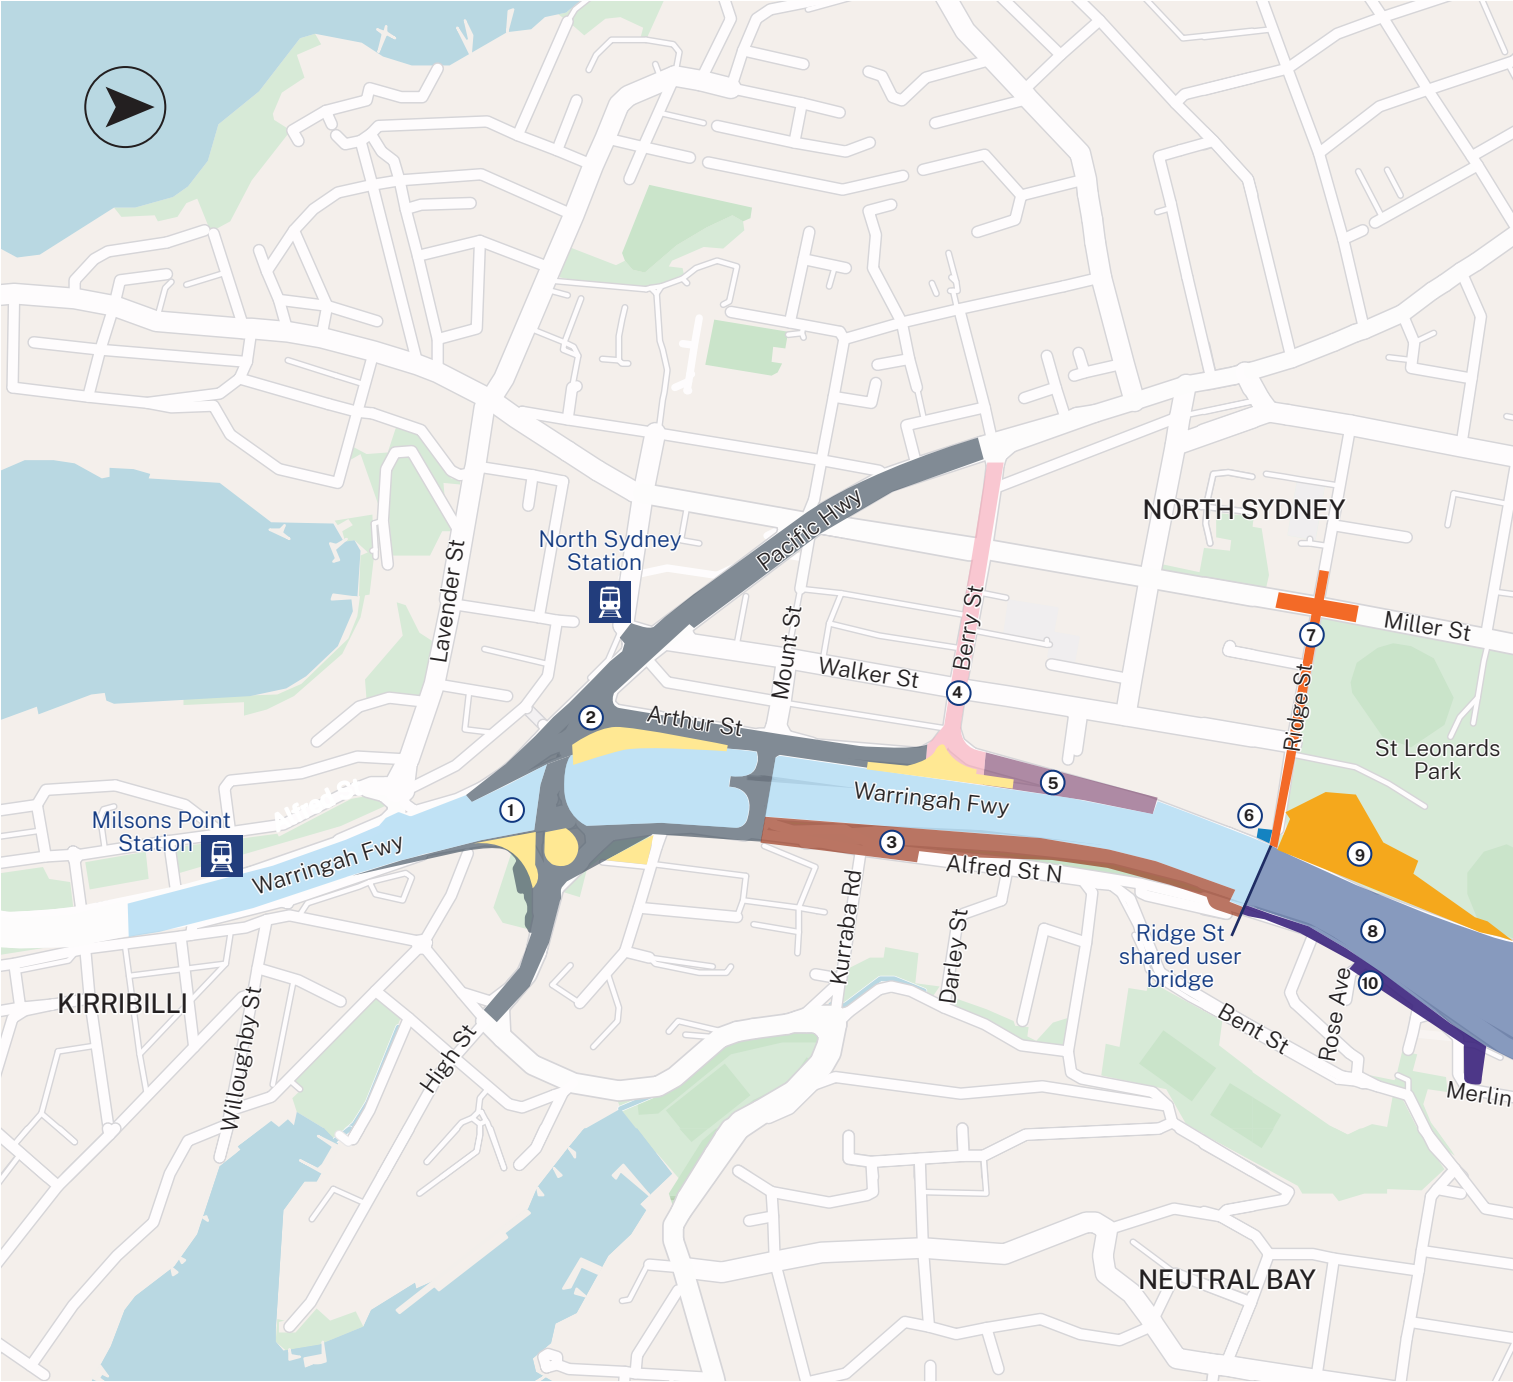 NORTH SYDNEY
North Sydney
Station
Pacific Hwy
Lavender St
Mount St
Berry St
Miller St
7
Walker St
4
Ridge St
2
Arthur St
St Leonards
Park
5
Alfred St
1
Warringah Fwy
6
Milsons Point
Station
Warringah Fwy
3
9
Alfred St N
Kurraba Rd
Darley St
Ridge St
shared user
bridge
8
10
KIRRIBILLI
Willoughby St
High St
Bent St
Rose Ave
Merlin
NEUTRAL BAY